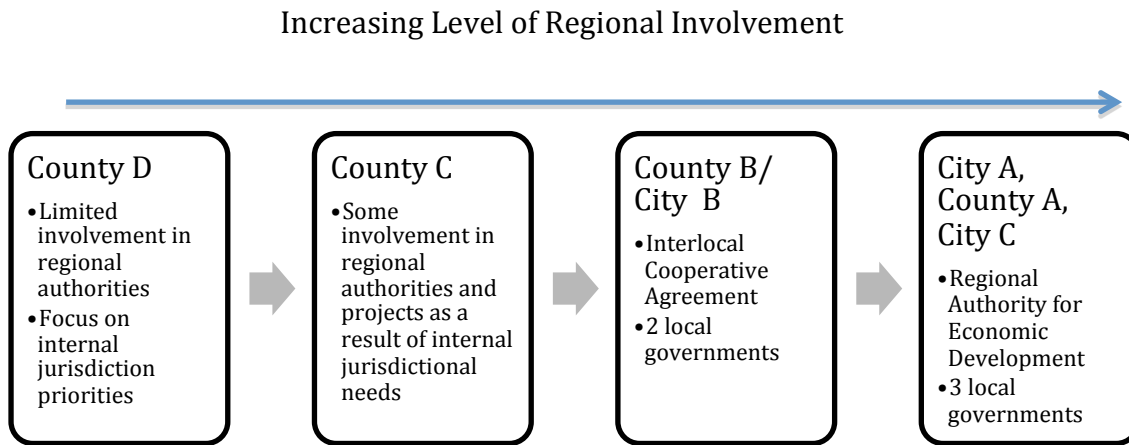 Increasing Level of Regional Involvement
County D
•Limited
involvement in
regional
authorities
•Focus on
internal
jurisdiction
priorities
County C
•Some
involvement in
regional
authorities and
projects as a
result of internal
jurisdictional
needs
County B/
City B
•Interlocal
Cooperative
Agreement
•2 local
governments
City A,
County A,
City C
•Regional
Authority for
Economic
Development
•3 local
governments